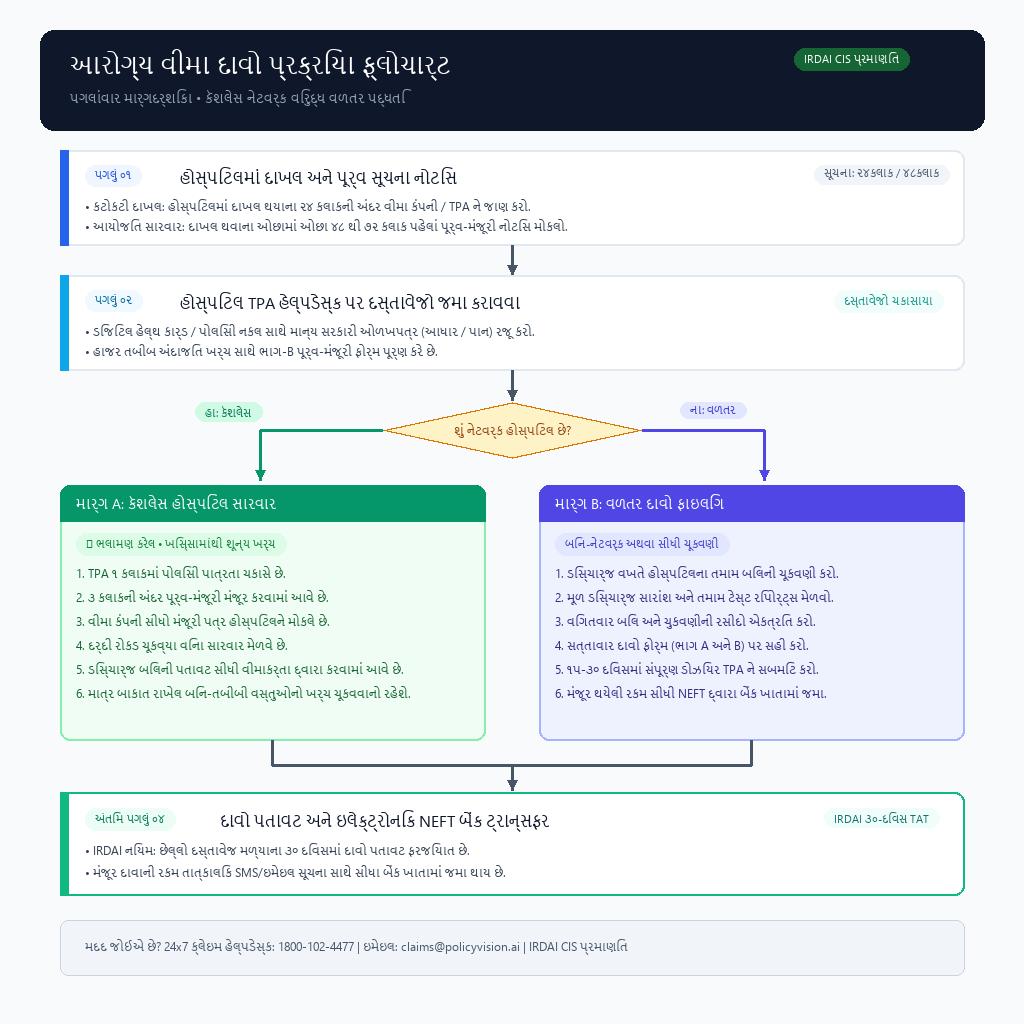 આરોગ્ય વીમા દાવો પ્રક્રિયા ફ્લોચાર્ટ
IRDAI CIS પ્રમાણિત
પગલાંવાર માર્ગદર્શિકા • કેશલેસ નેટવર્ક વિરુદ્ધ વળતર પદ્ધતિ
પગલું ૦૧
હોસ્પિટલમાં દાખલ અને પૂર્વ સૂચના નોટિસ
સૂચના: ૨૪કલાક / ૪૮કલાક
• કટોકટી દાખલ: હોસ્પિટલમાં દાખલ થયાના ૨૪ કલાકની અંદર વીમા કંપની / TPA ને જાણ કરો.
• આયોજિત સારવાર: દાખલ થવાના ઓછામાં ઓછા ૪૮ થી ૭૨ કલાક પહેલાં પૂર્વ-મંજૂરી નોટિસ મોકલો.
પગલું ૦૨
હોસ્પિટલ TPA હેલ્પડેસ્ક પર દસ્તાવેજો જમા કરાવવા
દસ્તાવેજો ચકાસાયા
• ડિજિટલ હેલ્થ કાર્ડ / પોલિસી નકલ સાથે માન્ય સરકારી ઓળખપત્ર (આધાર / પાન) રજૂ કરો.
• હાજર તબીબ અંદાજિત ખર્ચ સાથે ભાગ-B પૂર્વ-મંજૂરી ફોર્મ પૂર્ણ કરે છે.
હા: કેશલેસ
ના: વળતર
શું નેટવર્ક હોસ્પિટલ છે?
માર્ગ A: કેશલેસ હોસ્પિટલ સારવાર
ભલામણ કરેલ • ખિસ્સામાંથી શૂન્ય ખર્ચ
1. TPA ૧ કલાકમાં પોલિસી પાત્રતા ચકાસે છે.
2. ૩ કલાકની અંદર પૂર્વ-મંજૂરી મંજૂર કરવામાં આવે છે.
3. વીમા કંપની સીધો મંજૂરી પત્ર હોસ્પિટલને મોકલે છે.
4. દર્દી રોકડ ચૂકવ્યા વિના સારવાર મેળવે છે.
5. ડિસ્ચાર્જ બિલની પતાવટ સીધી વીમાકર્તા દ્વારા કરવામાં આવે છે.
6. માત્ર બાકાત રાખેલ બિન-તબીબી વસ્તુઓનો ખર્ચ ચૂકવવાનો રહેશે.
માર્ગ B: વળતર દાવો ફાઇલિંગ
બિન-નેટવર્ક અથવા સીધી ચૂકવણી
1. ડિસ્ચાર્જ વખતે હોસ્પિટલના તમામ બિલની ચૂકવણી કરો.
2. મૂળ ડિસ્ચાર્જ સારાંશ અને તમામ ટેસ્ટ રિપોર્ટ્સ મેળવો.
3. વિગતવાર બિલ અને ચુકવણીની રસીદો એકત્રિત કરો.
4. સત્તાવાર દાવો ફોર્મ (ભાગ A અને B) પર સહી કરો.
5. ૧૫-૩૦ દિવસમાં સંપૂર્ણ ડોઝિયર TPA ને સબમિટ કરો.
6. મંજૂર થયેલી રકમ સીધી NEFT દ્વારા બેંક ખાતામાં જમા.
અંતિમ પગલું ૦૪
દાવો પતાવટ અને ઇલેક્ટ્રોનિક NEFT બેંક ટ્રાન્સફર
IRDAI ૩૦-દિવસ TAT
• IRDAI નિયમ: છેલ્લો દસ્તાવેજ મળ્યાના ૩૦ દિવસમાં દાવો પતાવટ ફરજિયાત છે.
• મંજૂર દાવાની રકમ તાત્કાલિક SMS/ઇમેઇલ સૂચના સાથે સીધા બેંક ખાતામાં જમા થાય છે.
મદદ જોઈએ છે? 24x7 ક્લેઇમ હેલ્પડેસ્ક: 1800-102-4477 | ઇમેઇલ: claims@policyvision.ai | IRDAI CIS પ્રમાણિત